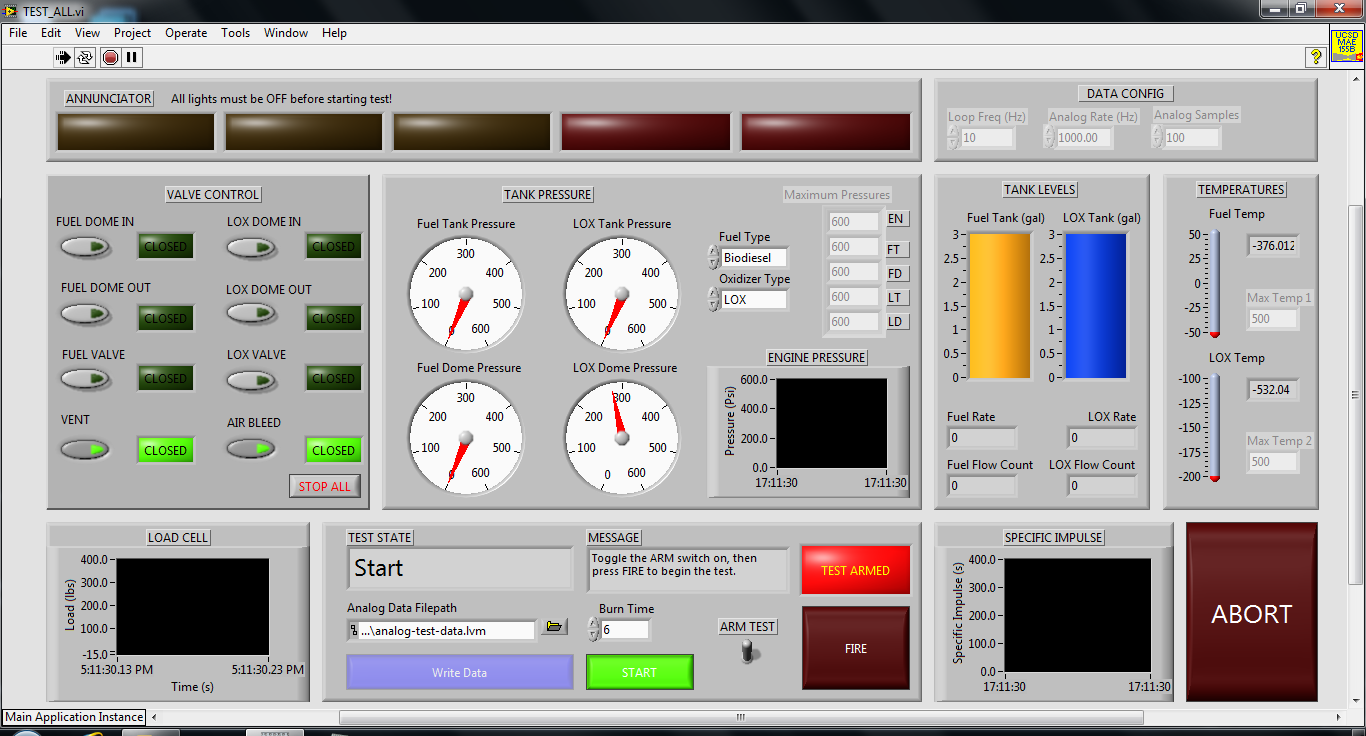 TEST_ALL.vi
File Edit View Project Operate Tools Window Help
UCSD
MAE
155B
ANNUNCIATOR All lights must be OFF before starting test!
DATA CONFIG
Loop Freq (Hz) Analog Rate (Hz) Analog Samples
10 1000.00 100
VALVE CONTROL
FUEL DOME IN LOX DOME IN
CLOSED CLOSED
FUEL DOME OUT LOX DOME OUT
CLOSED CLOSED
FUEL VALVE LOX VALVE
CLOSED CLOSED
VENT AIR BLEED
CLOSED CLOSED
STOP ALL
TANK PRESSURE
Fuel Tank Pressure LOX Tank Pressure
0 100 200 300 400 500 600
0 100 200 300 400 500 600
Fuel Dome Pressure LOX Dome Pressure
0 100 200 300 400 500 600
0 100 200 300 400 500 600
Fuel Type
Biodiesel
Oxidizer Type
LOX
Maximum Pressures
600 EN
600 FT
600 FD
600 LT
600 LD
ENGINE PRESSURE
Pressure (Psi)
600.0
400.0
200.0
0.0
17:11:30 17:11:30
TANK LEVELS
Fuel Tank (gal) LOX Tank (gal)
3 3
2.5 2.5
2 2
1.5 1.5
1 1
0.5 0.5
0 0
Fuel Rate LOX Rate
0 0
Fuel Flow Count LOX Flow Count
0 0
TEMPERATURES
Fuel Temp
50
25
0
-25
-50
-376.012
Max Temp 1
500
LOX Temp
-100
-125
-150
-175
-200
-532.04
Max Temp 2
500
LOAD CELL
Load (lbs)
400.0
300.0
200.0
100.0
-15.0
5:11:30.13 PM 5:11:30.23 PM
Time (s)
TEST STATE
Start
Analog Data Filepath
...\analog-test-data.lvm
Write Data
MESSAGE
Toggle the ARM switch on, then
press FIRE to begin the test.
Burn Time
6
START
ARM TEST
TEST ARMED
FIRE
SPECIFIC IMPULSE
Specific Impulse (s)
400.0
300.0
200.0
100.0
0.0
17:11:30 17:11:30
ABORT
Main Application Instance